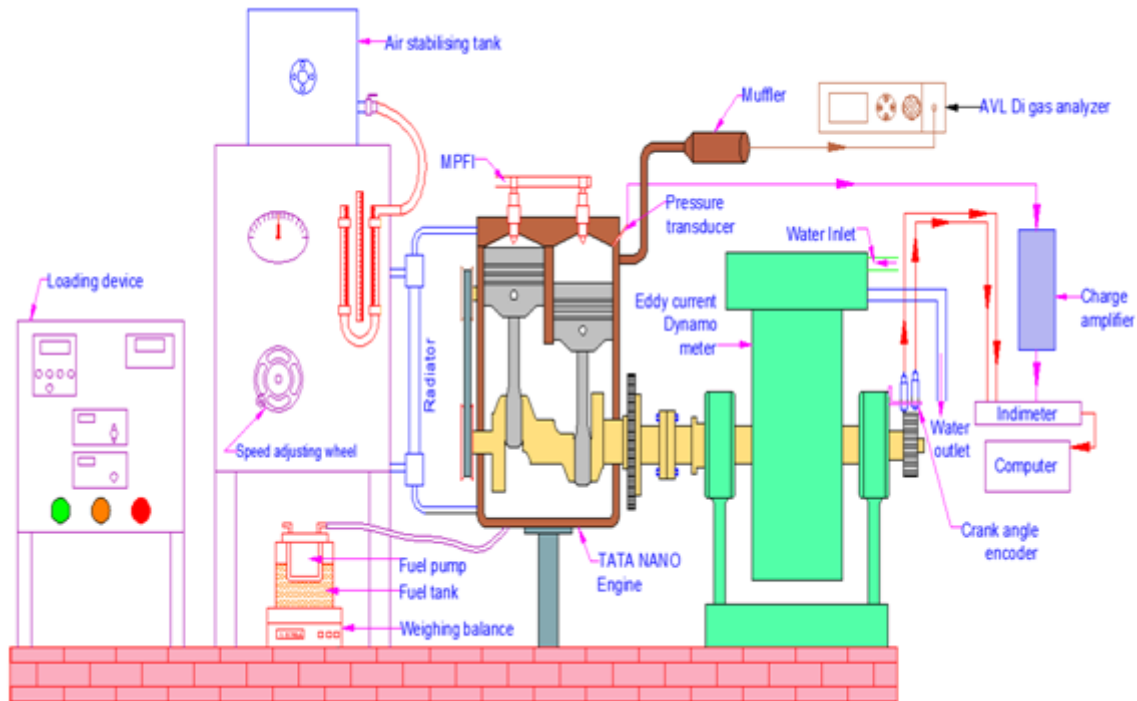 Air stabilising tank
Muffler
AVL Di gas analyzer
MPFI
Pressure
transducer
Water Inlet
Loading device
Eddy current
Dynamo
meter
Charge
amplifier
Radiator
Indimeter
Speed adjusting wheel
Water
outlet
Computer
Crank angle
encoder
Fuel pump
TATA NANO
Engine
Fuel tank
Weighing balance